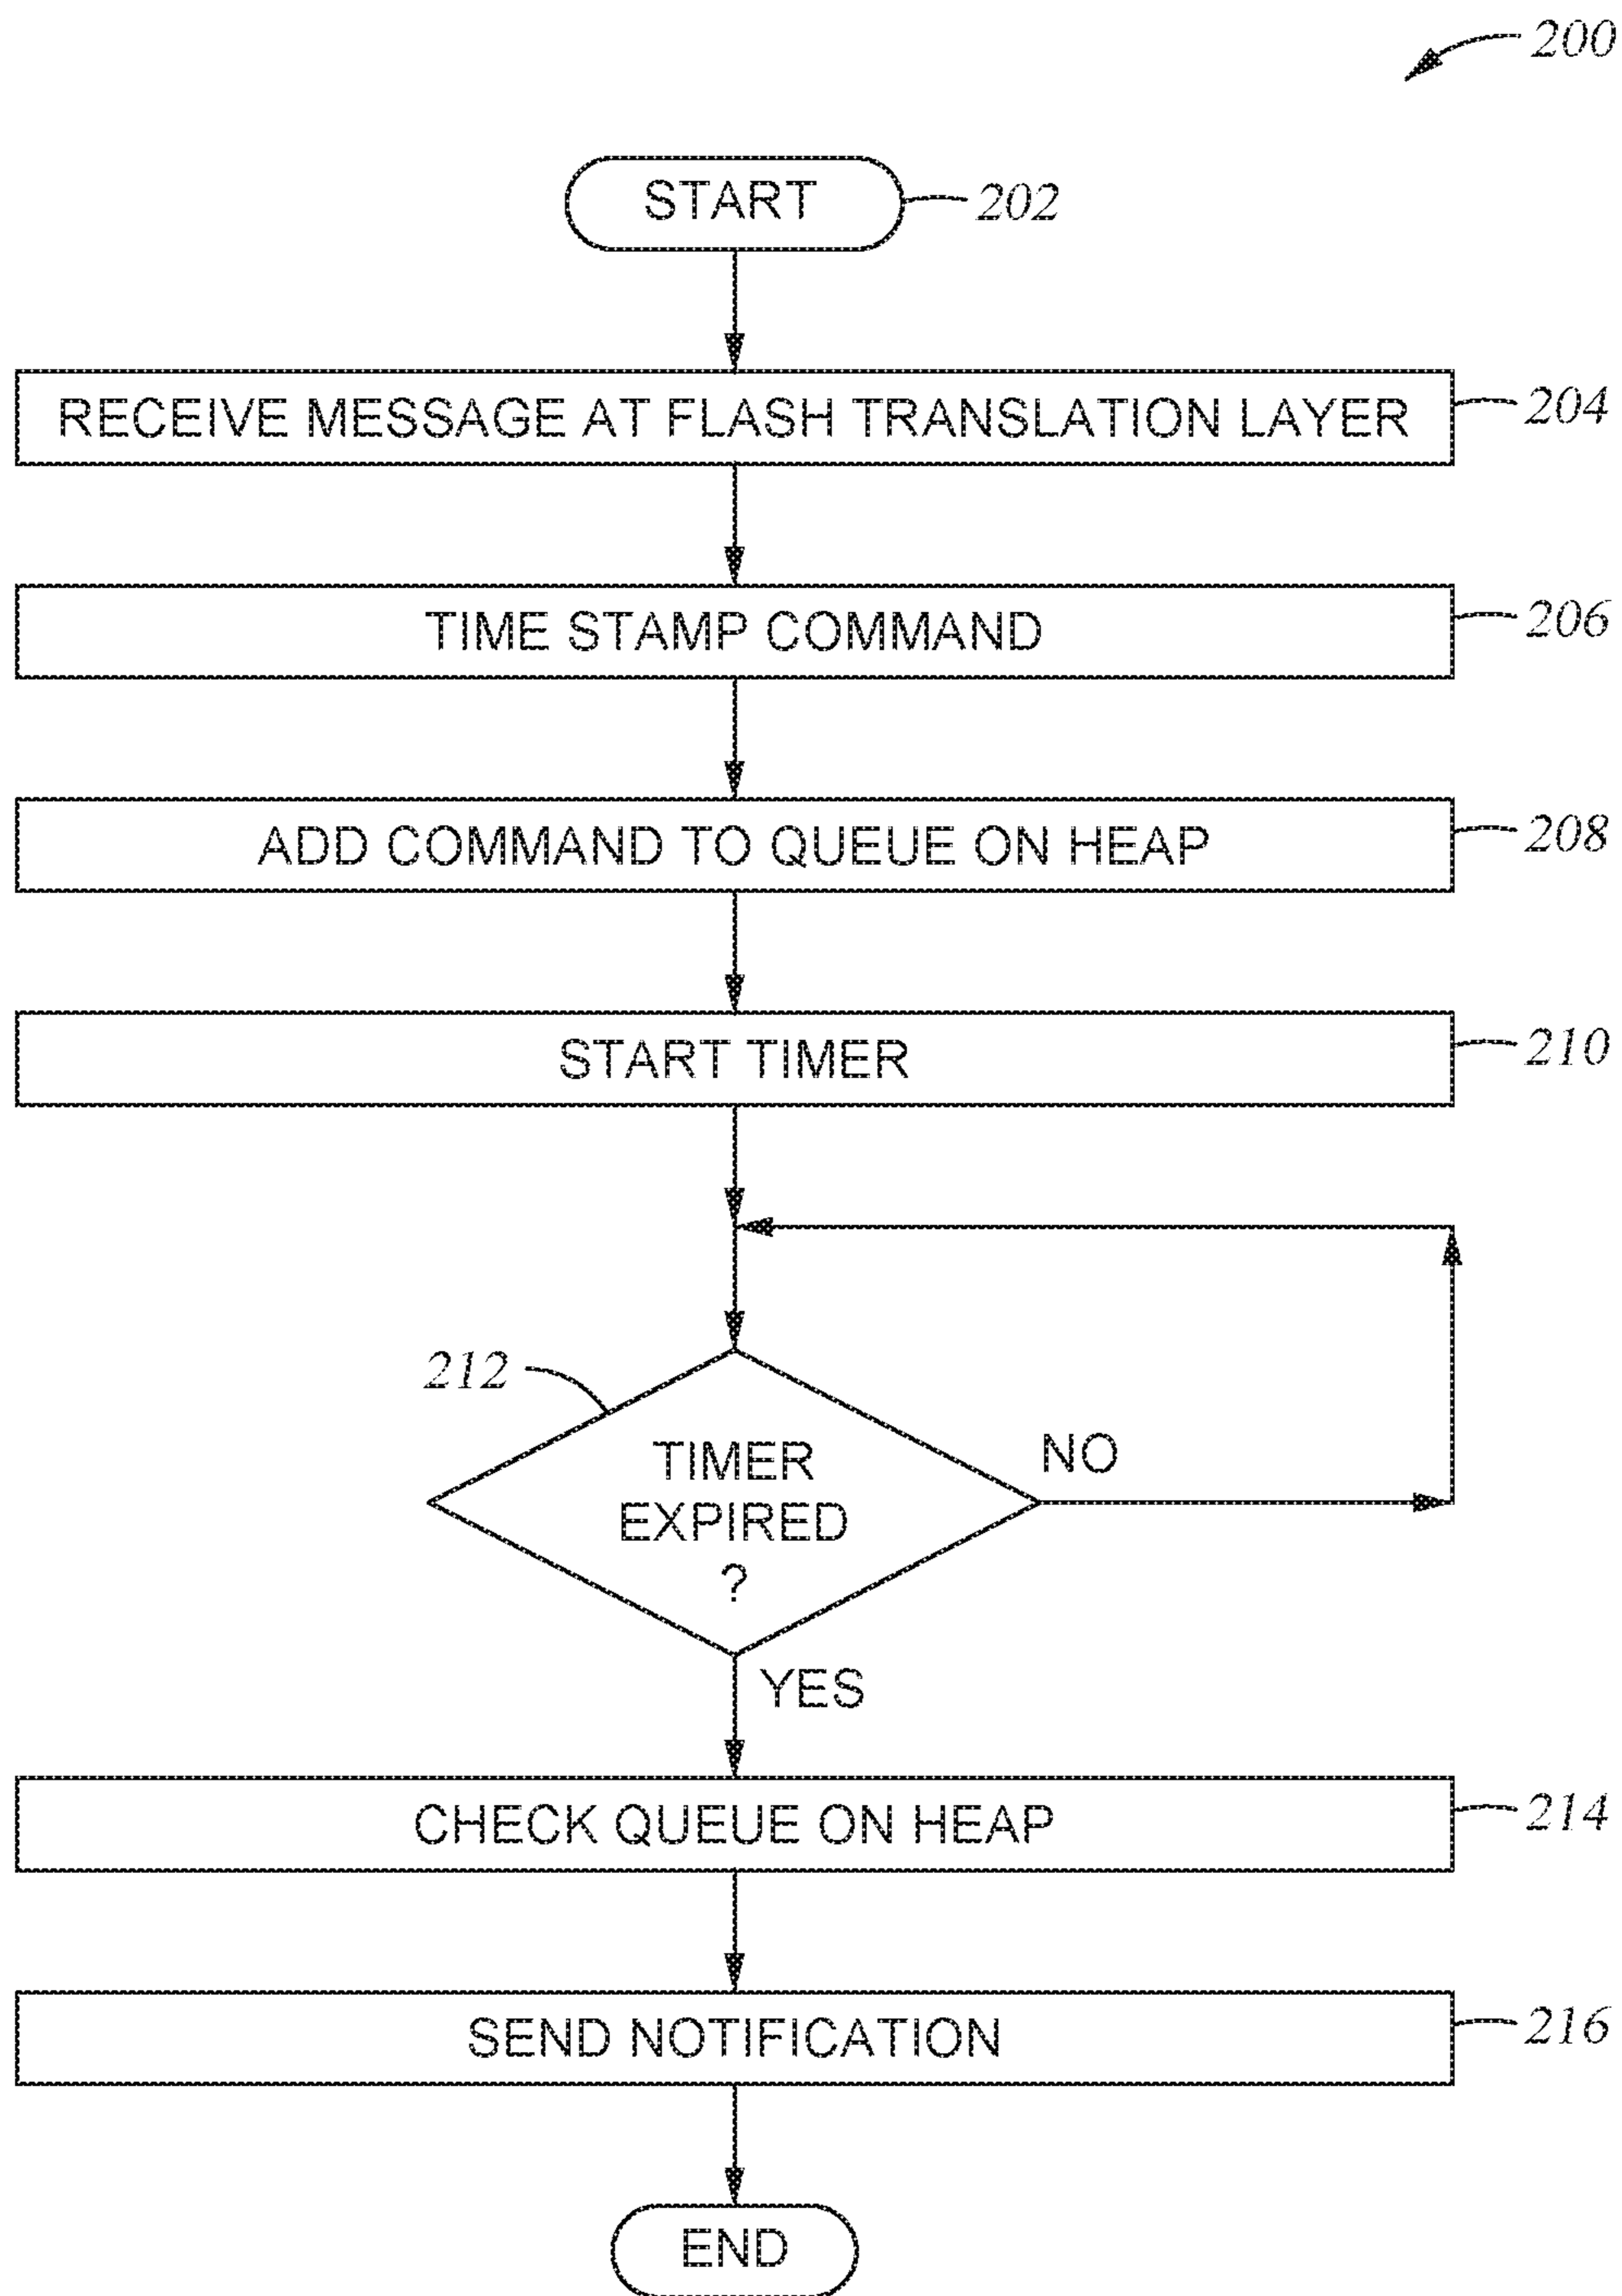 200
START
202
RECEIVE MESSAGE AT FLASH TRANSLATION LAYER
204
TIME STAMP COMMAND
206
ADD COMMAND TO QUEUE ON HEAP
208
START TIMER
210
212
TIMER
EXPIRED
?
NO
YES
CHECK QUEUE ON HEAP
214
SEND NOTIFICATION
216
END